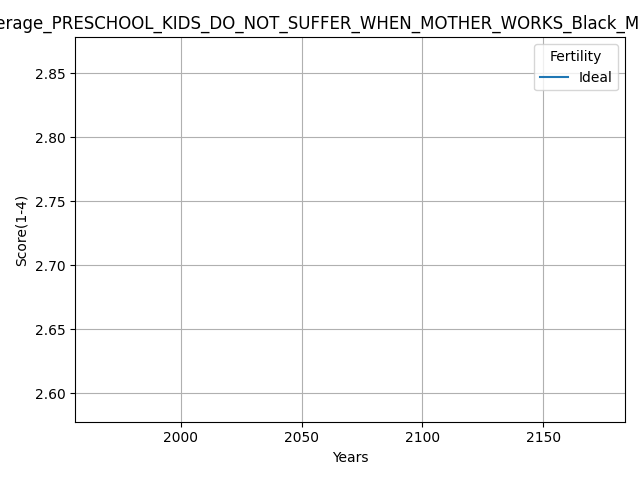 erage_PRESCHOOL_KIDS_DO_NOT_SUFFER_WHEN_MOTHER_WORKS_Black_M
Fertility
Ideal
2.85
2.80
2.75
2.70
2.65
2.60
Score(1-4)
2000 2050 2100 2150
Years